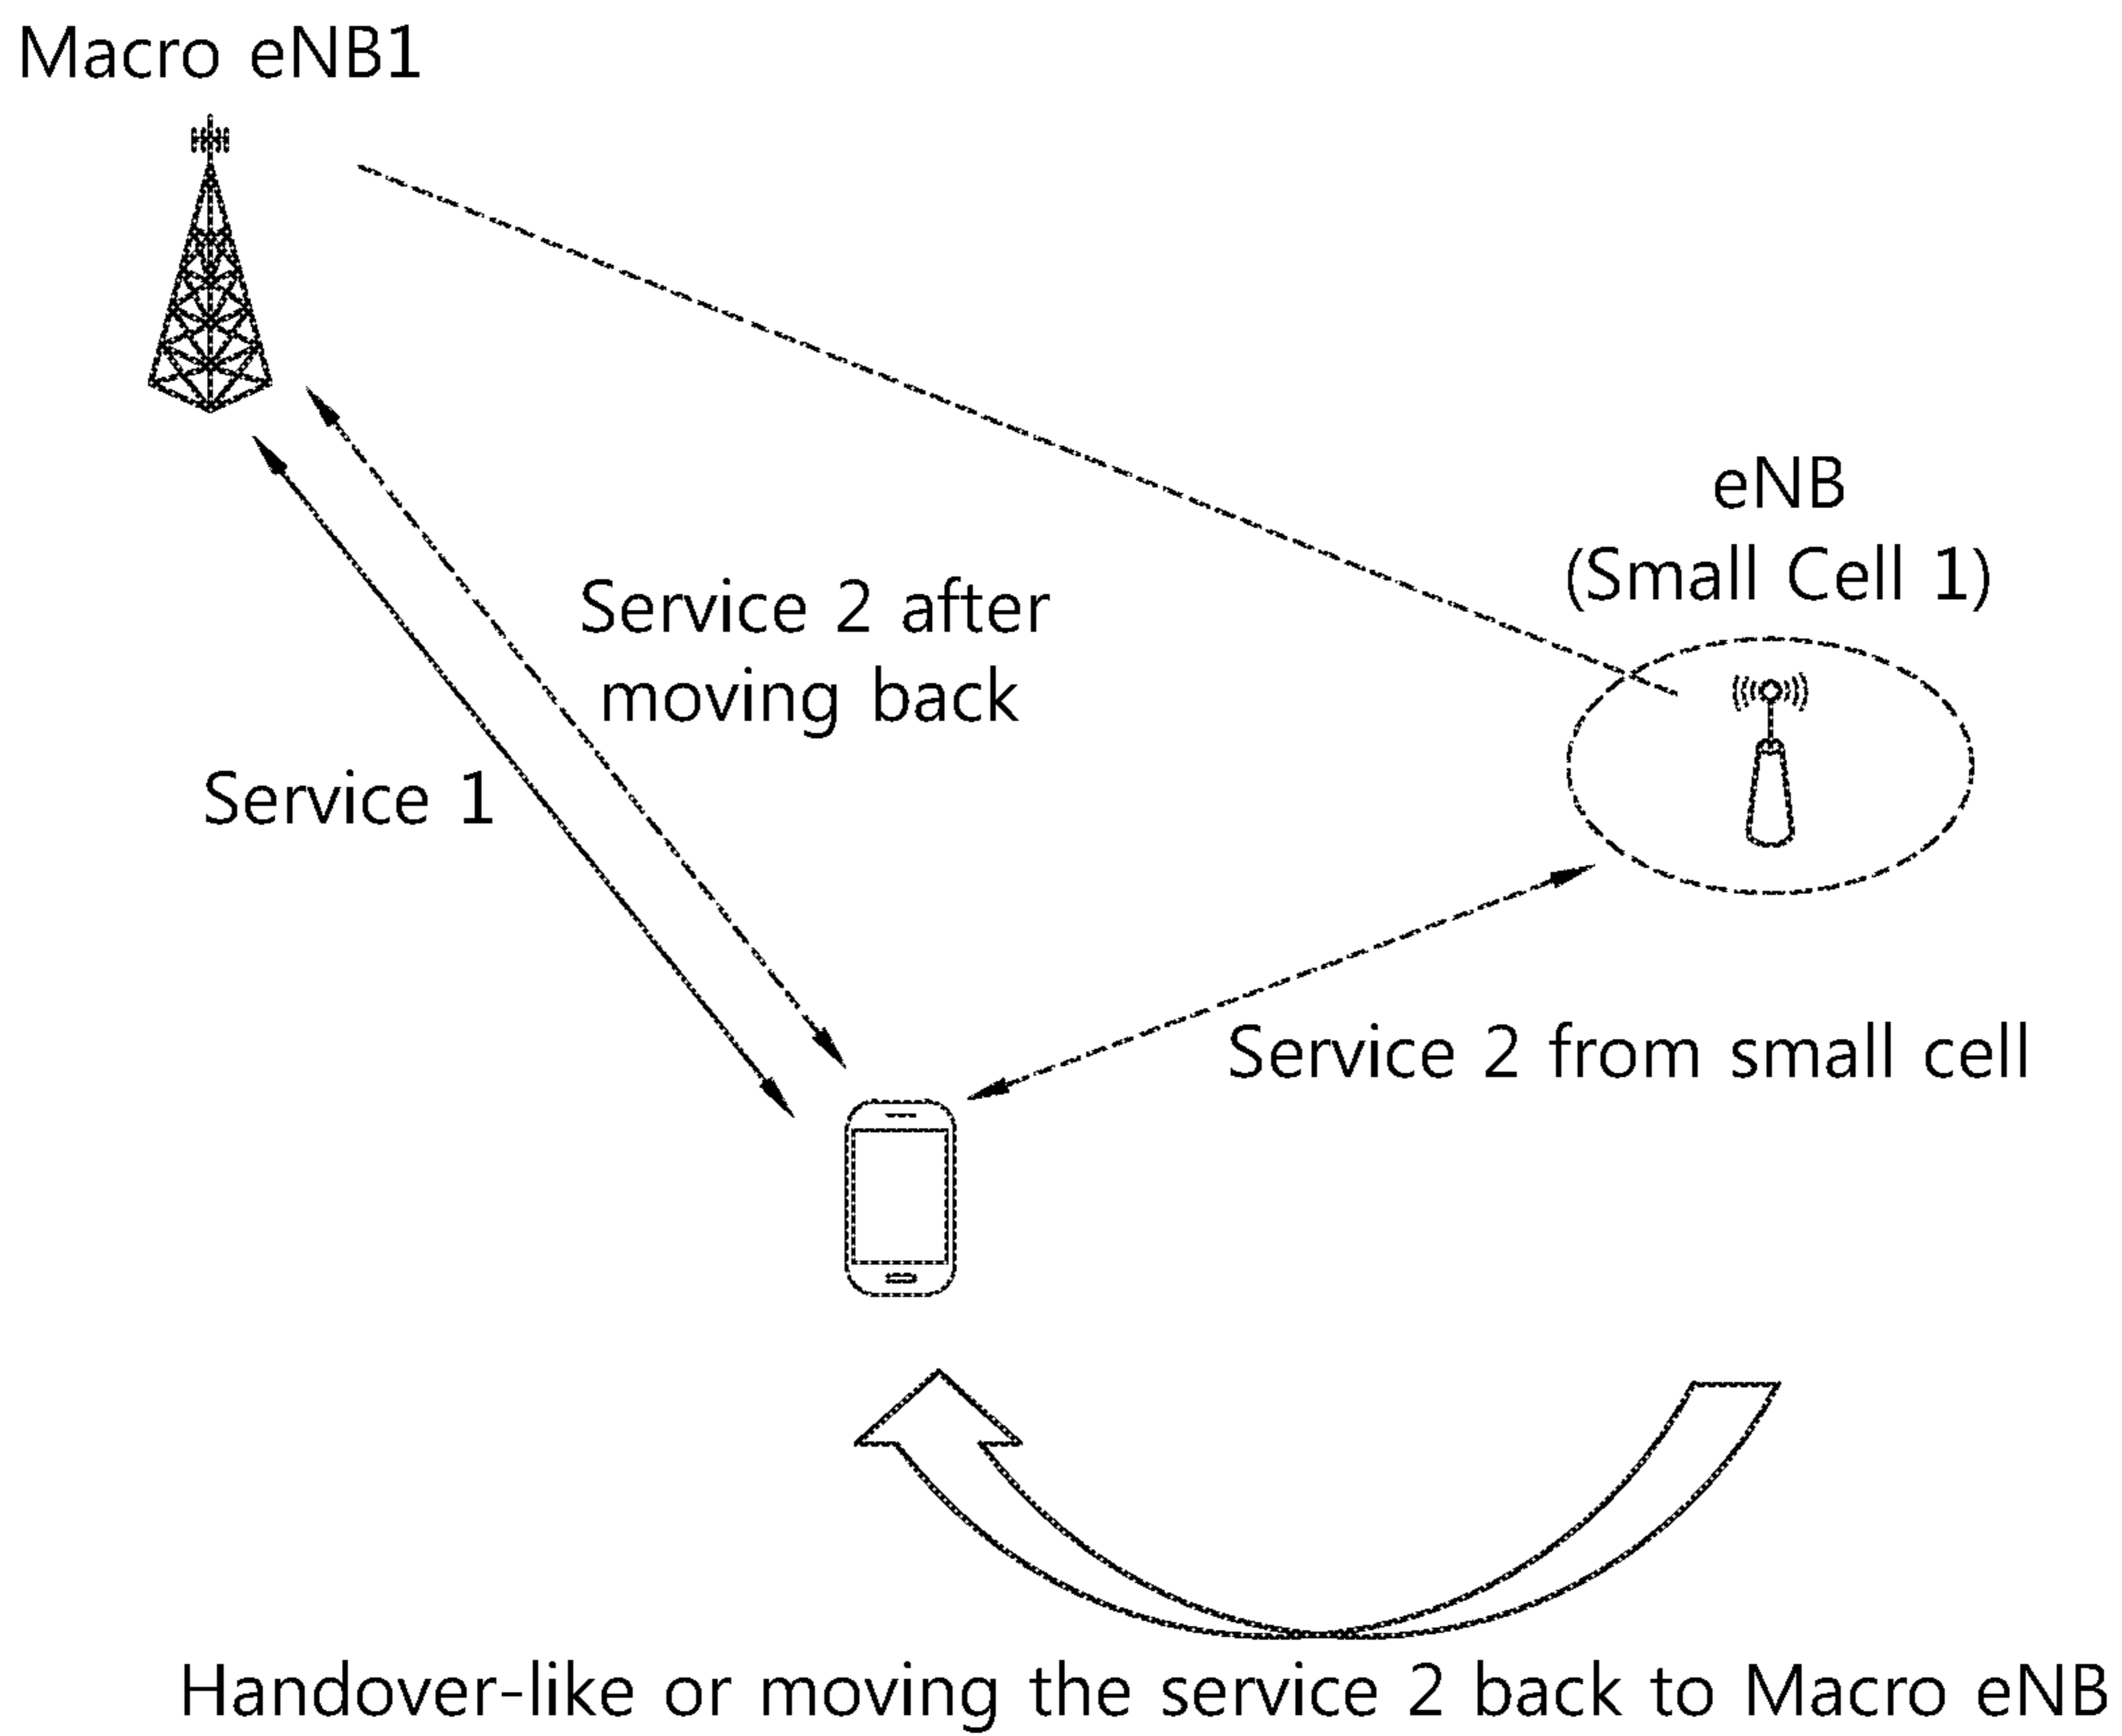 Macro eNB1
eNB
(Small Cell 1)
Service 2 after
moving back
Service 1
Service 2 from small cell
Handover-like or moving the service 2 back to Macro eNB